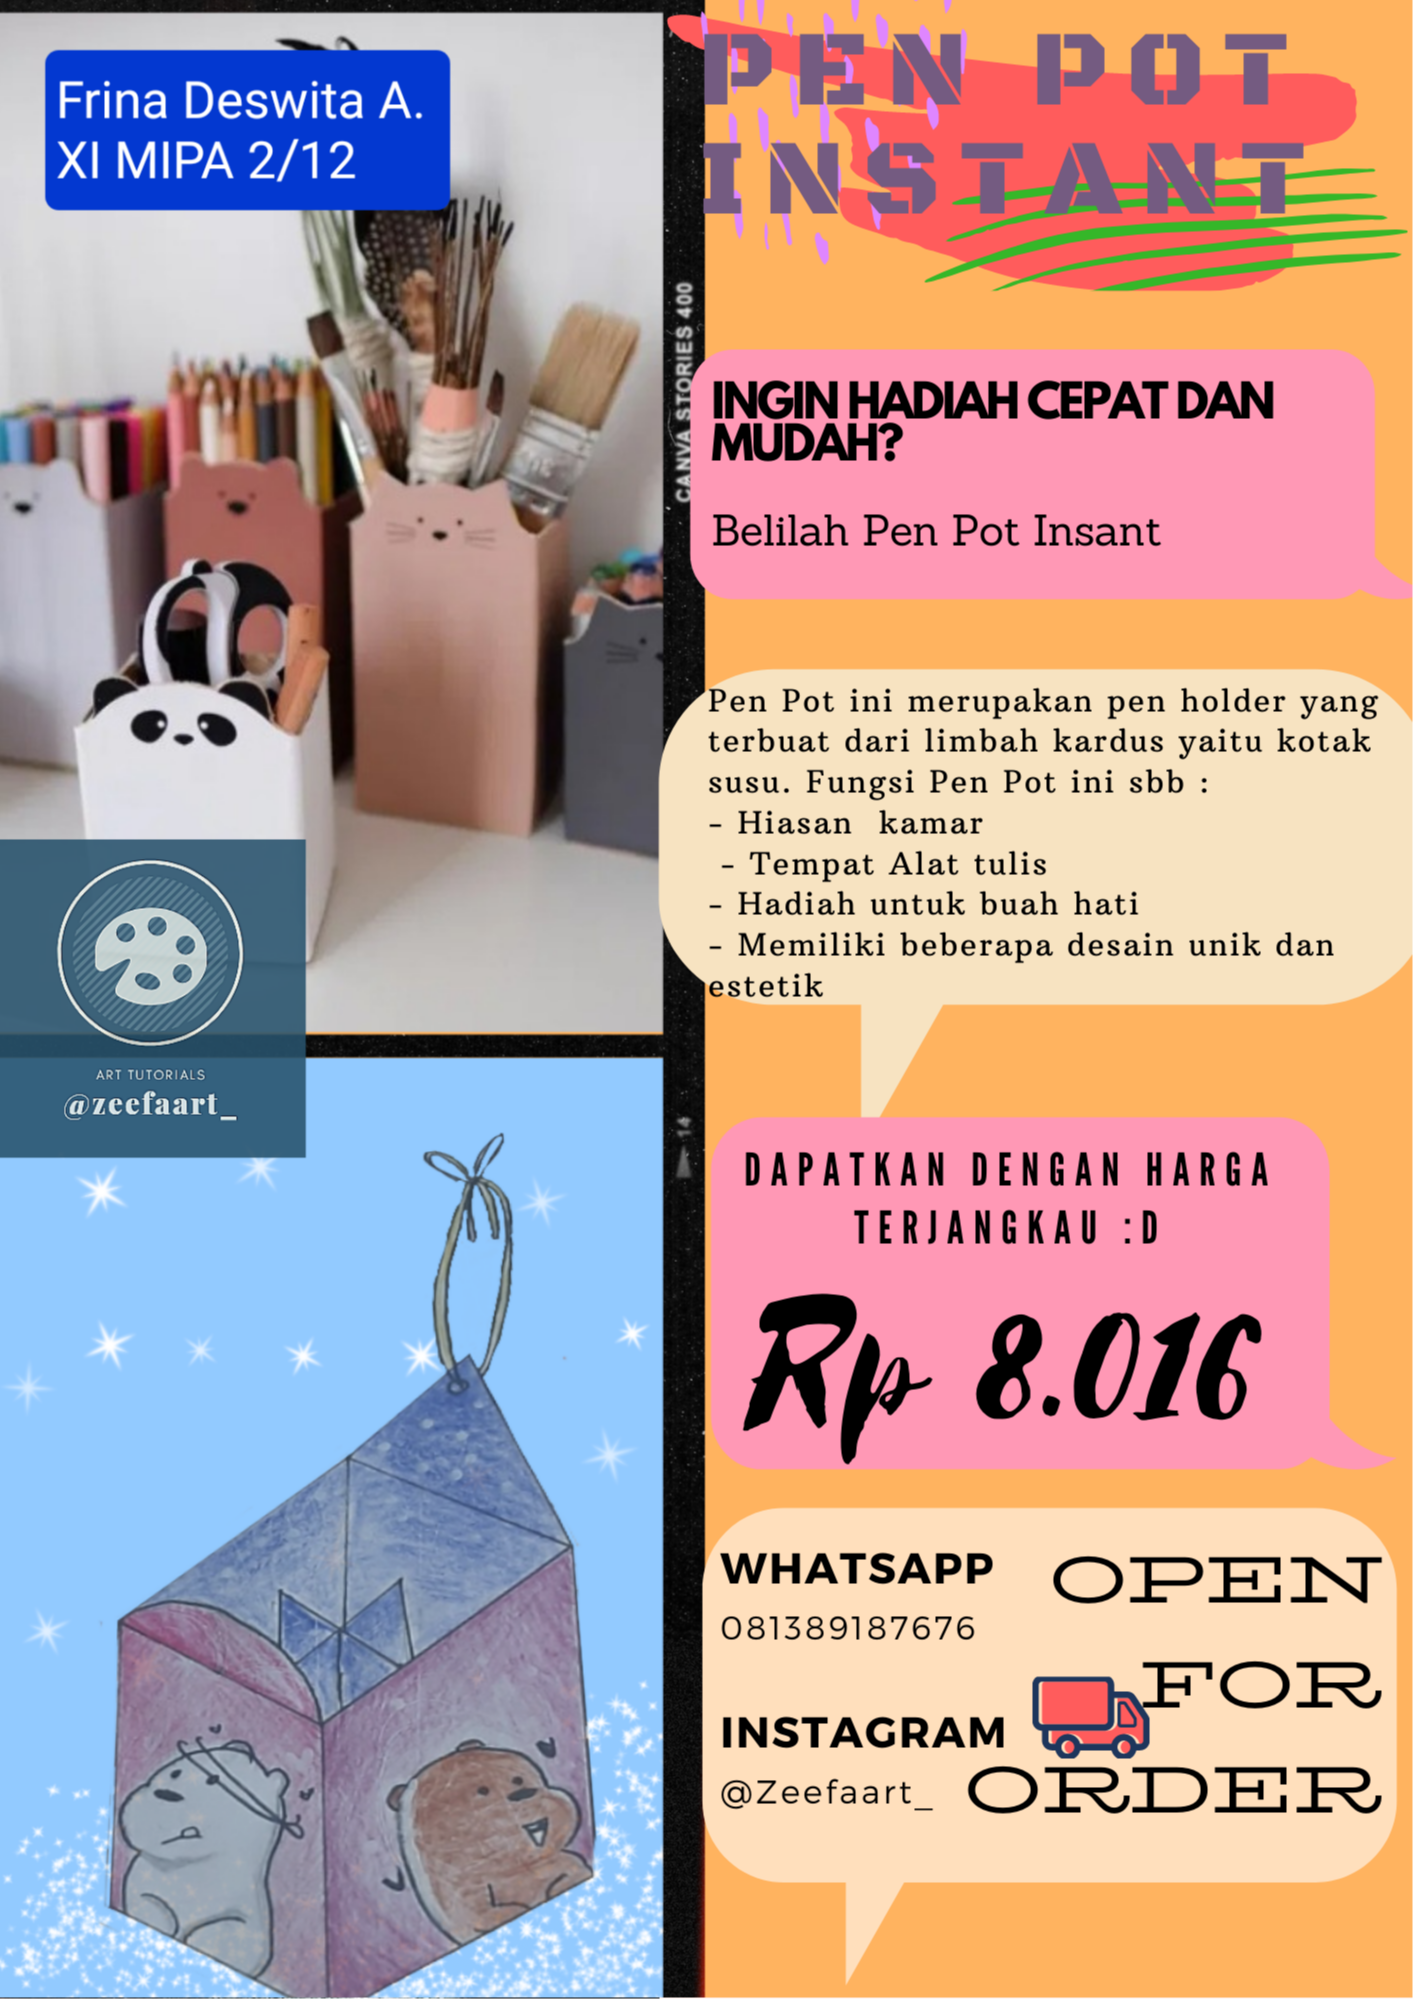 Frina Deswita A.
XI MIPA 2/12
ART TUTORIALS
@zeefaart_
CANVA STORIES 400
14
PEN POT
INSTANT
INGIN HADIAH CEPAT DAN
MUDAH?
Belilah Pen Pot Insant
Pen Pot ini merupakan pen holder yang
terbuat dari limbah kardus yaitu kotak
susu. Fungsi Pen Pot ini sbb :
- Hiasan kamar
- Tempat Alat tulis
- Hadiah untuk buah hati
- Memiliki beberapa desain unik dan
estetik
DAPATKAN DENGAN HARGA
TERJANGKAU :D
Rp 8.016
WHATSAPP
081389187676
INSTAGRAM
@Zeefaart_
OPEN
FOR
ORDER